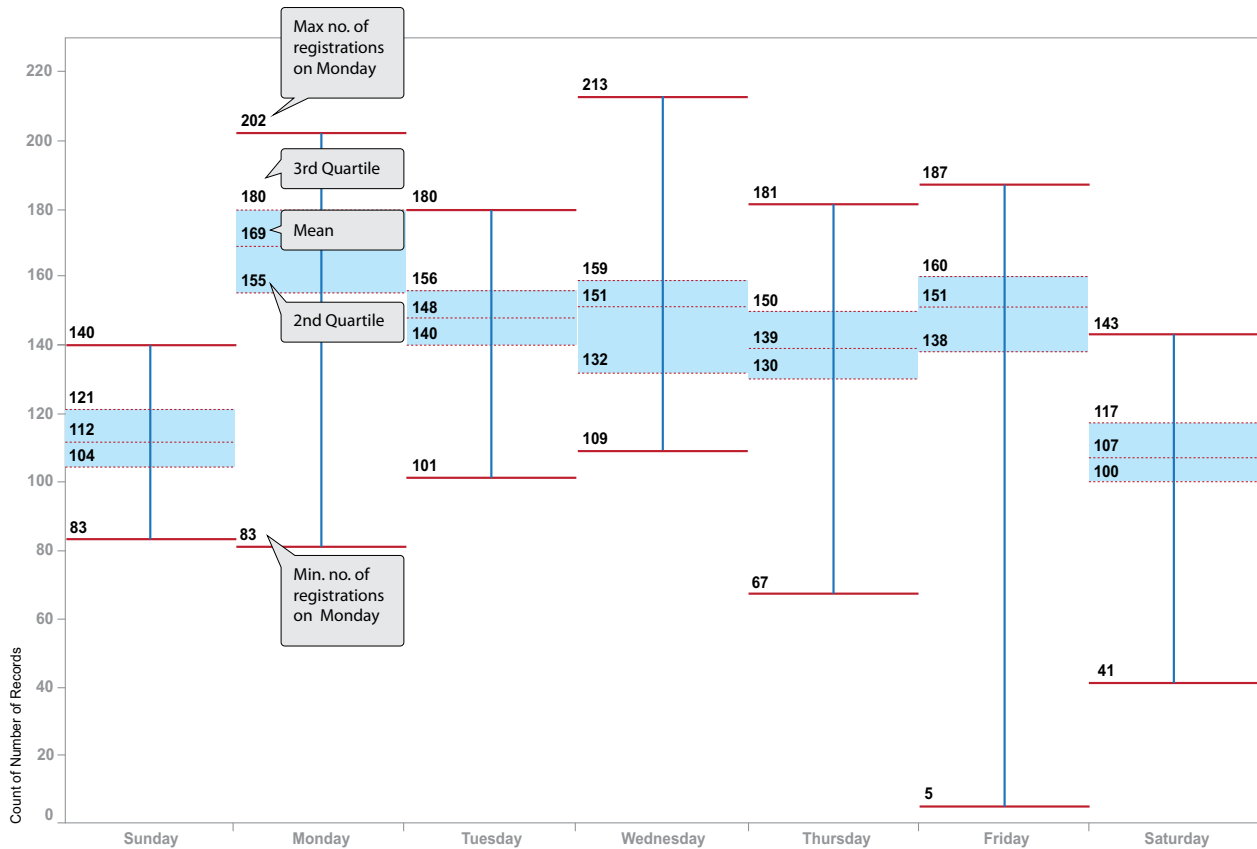 Max no. of
registrations
on Monday
220
213
202
200
3rd Quartile
187
180
180
180
181
169
Mean
160
159
160
156
155
151
150
151
148
2nd Quartile
140
140
140
139
138
143
132
130
121
120
117
112
109
107
104
101
100
100
83
83
80
Min. no. of
registrations
on Monday
67
60
Count of Number of Records
40
41
20
5
0
Sunday
Monday
Tuesday
Wednesday
Thursday
Friday
Saturday